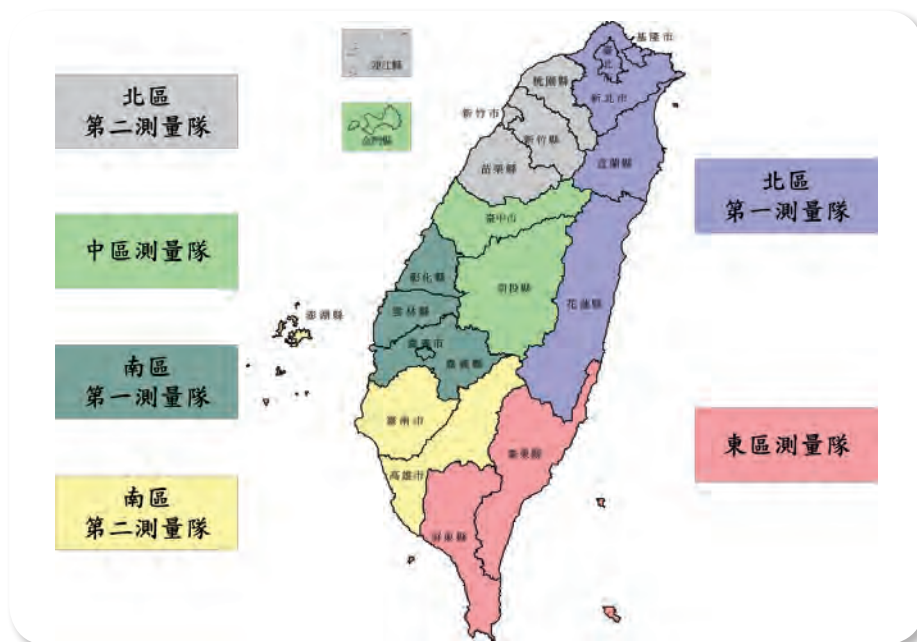 北區
第二測量隊
中區測量隊
南區
第一測量隊
南區
第二測量隊
北區
第一測量隊
東區測量隊
連江縣
金門縣
基隆市
臺北市
新北市
桃園縣
新竹市
新竹縣
苗栗縣
宜蘭縣
臺中市
彰化縣
南投縣
花蓮縣
雲林縣
嘉義市
嘉義縣
澎湖縣
臺南市
高雄市
臺東縣
屏東縣